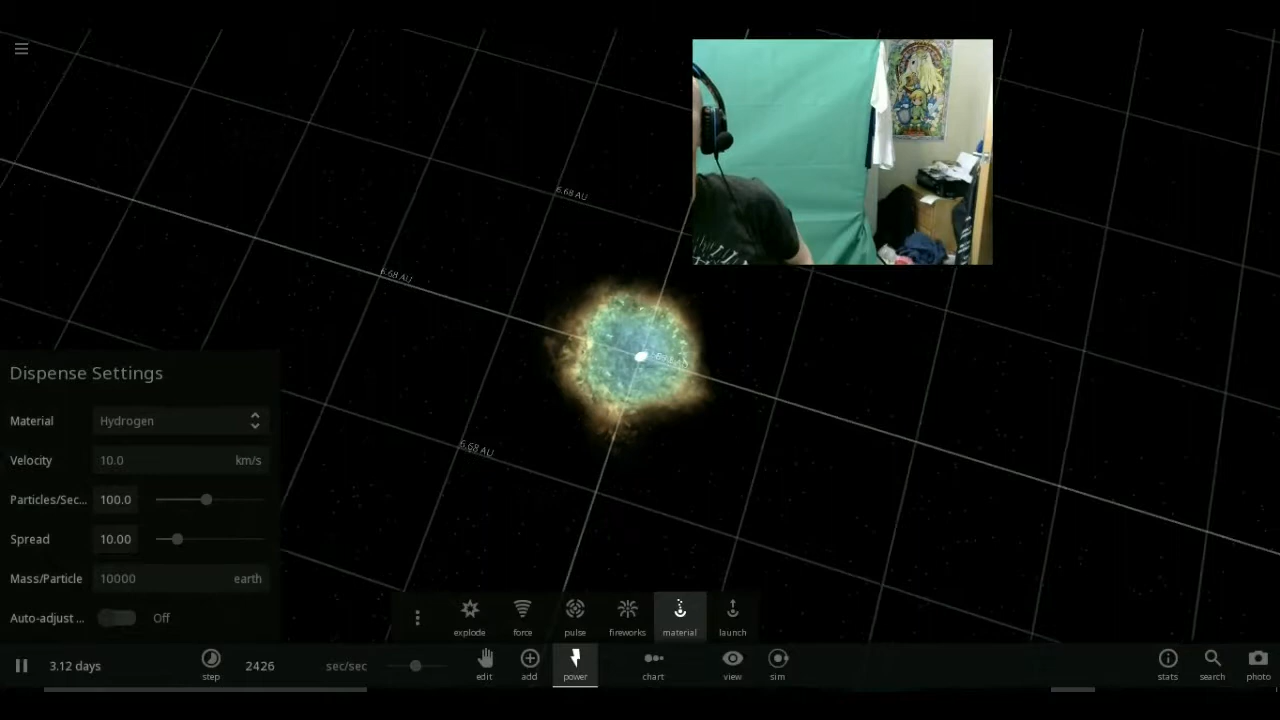 6.68 AU
6.68 AU
6.68 AU
Dispense Settings
Material Hydrogen
Velocity 10.0 km/s
Particles/Sec... 100.0
Spread 10.00
Mass/Particle 10000 earth
Auto-adjust ... Off
explode force pulse fireworks material launch
3.12 days step 2426 sec/sec edit add power chart view sim stats search photo